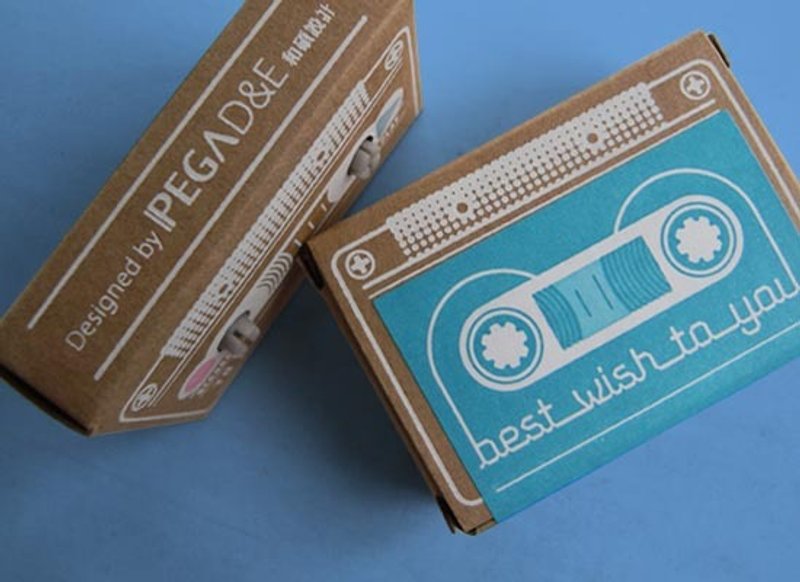 Designed by PEGAD&E 和碩設計
best wish to you